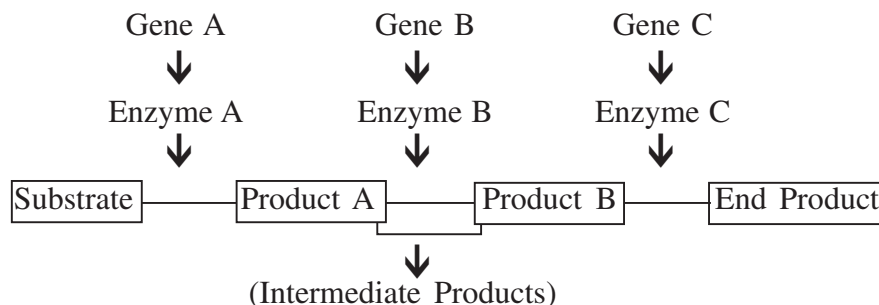 Gene A Gene B Gene C
Enzyme A Enzyme B Enzyme C
Substrate Product A Product B End Product
(Intermediate Products)